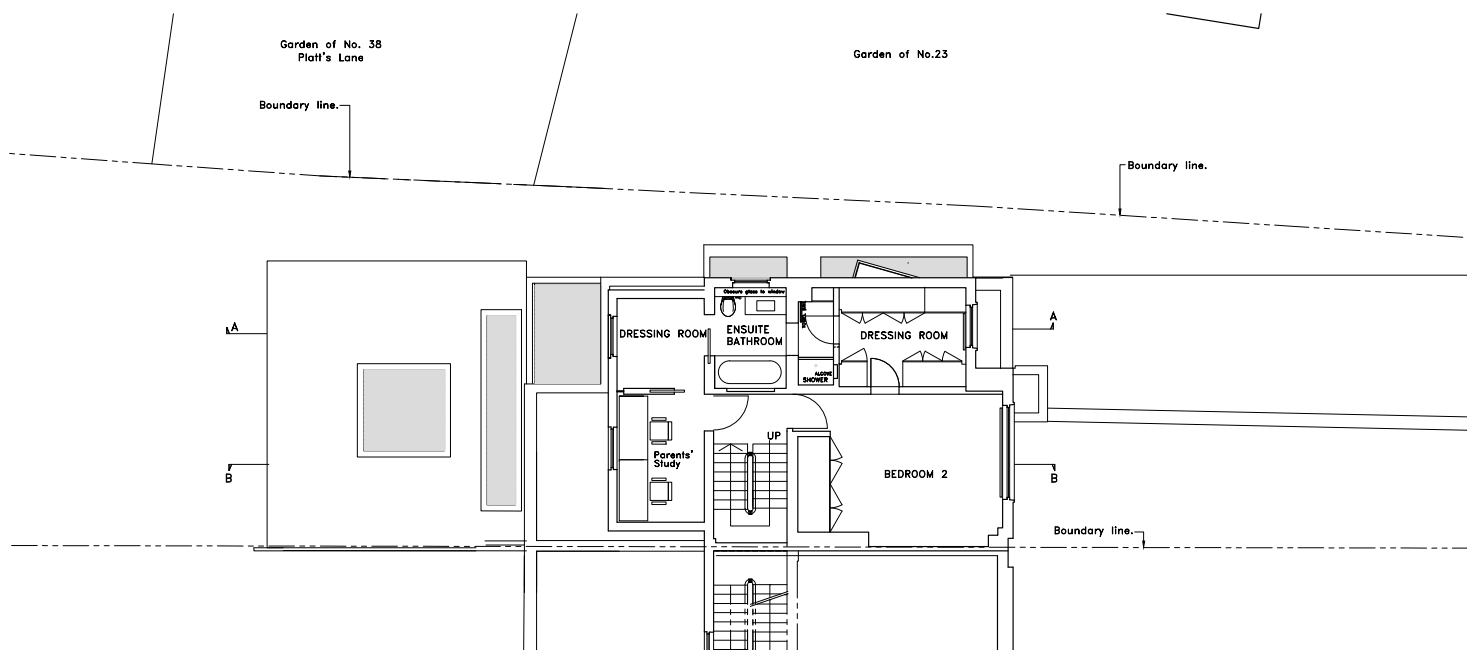 Garden of No. 38
Platt's Lane
Garden of No.23
Boundary line.
Boundary line.
Obscure glass to window
A
A
DRESSING ROOM
ENSUITE
BATHROOM
DRESSING ROOM
ALCOVE
SHOWER
UP
Parents'
Study
BEDROOM 2
B
B
Boundary line.